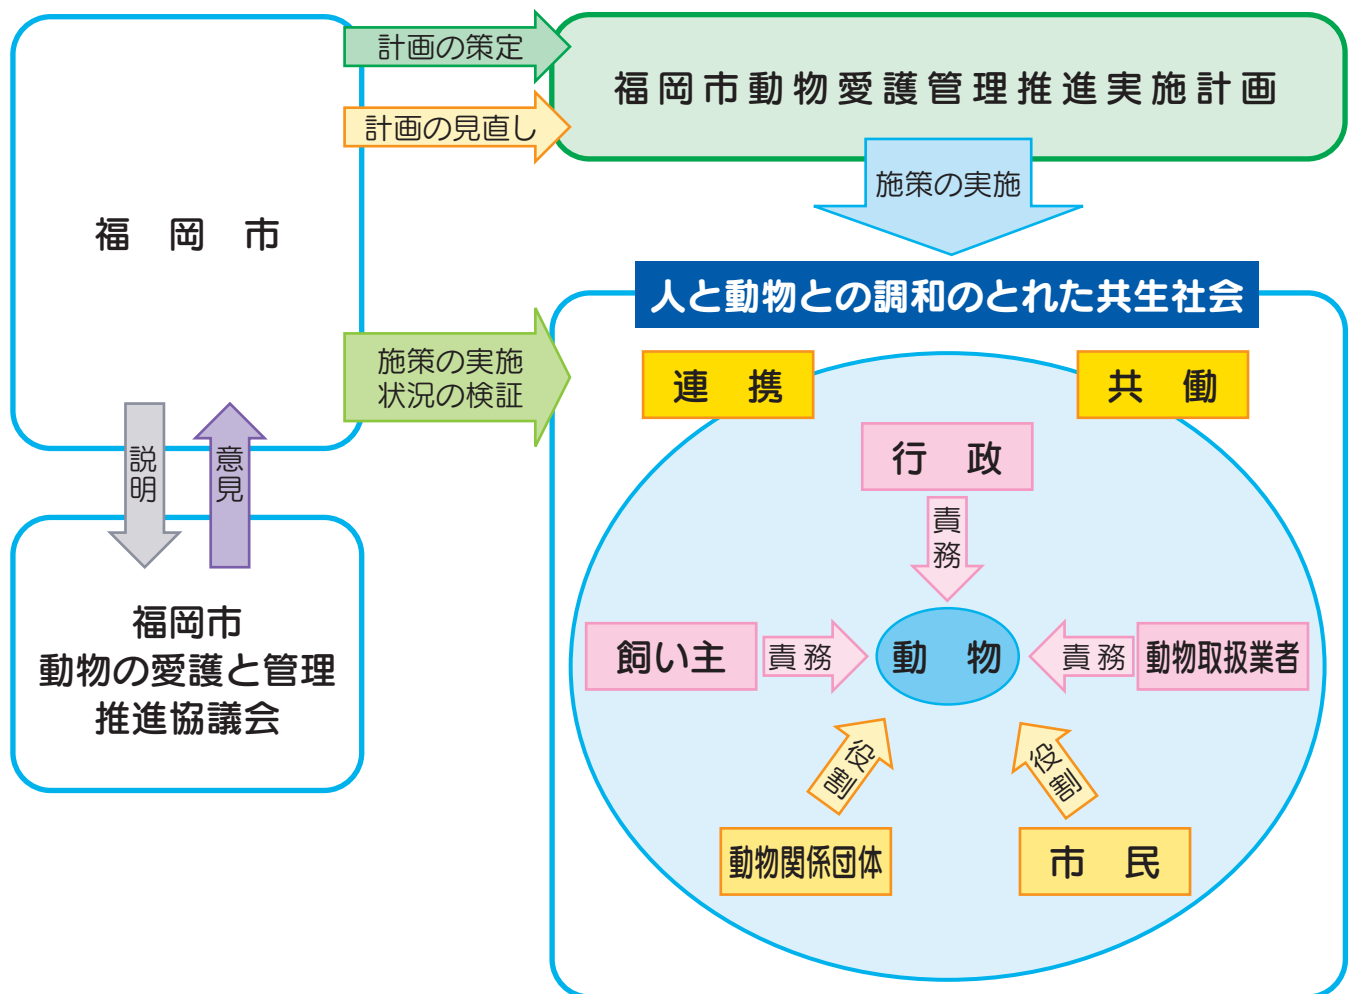 計画の策定
計画の見直し
福岡市動物愛護管理推進実施計画
施策の実施
福　岡　市
人と動物との調和のとれた共生社会
施策の実施
状況の検証
連　携
共　働
行　政
責務
説明
意見
飼い主
責務
動　物
責務
動物取扱業者
福岡市
動物の愛護と管理
推進協議会
役割
役割
動物関係団体
市　民